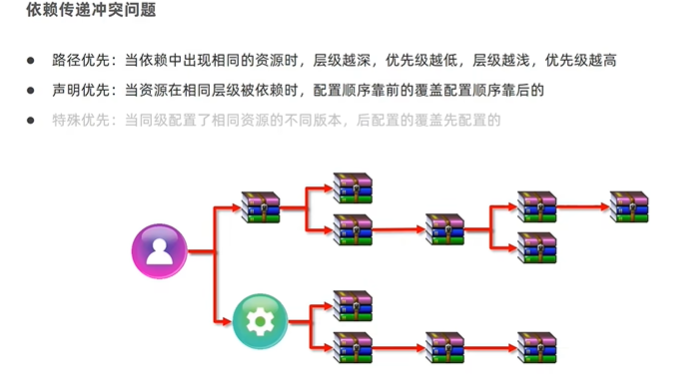 依赖传递冲突问题
● 路径优先：当依赖中出现相同的资源时，层级越深，优先级越低，层级越浅，优先级越高
● 声明优先：当资源在相同层级被依赖时，配置顺序靠前的覆盖配置顺序靠后的
● 特殊优先：当同级配置了相同资源的不同版本，后配置的覆盖先配置的